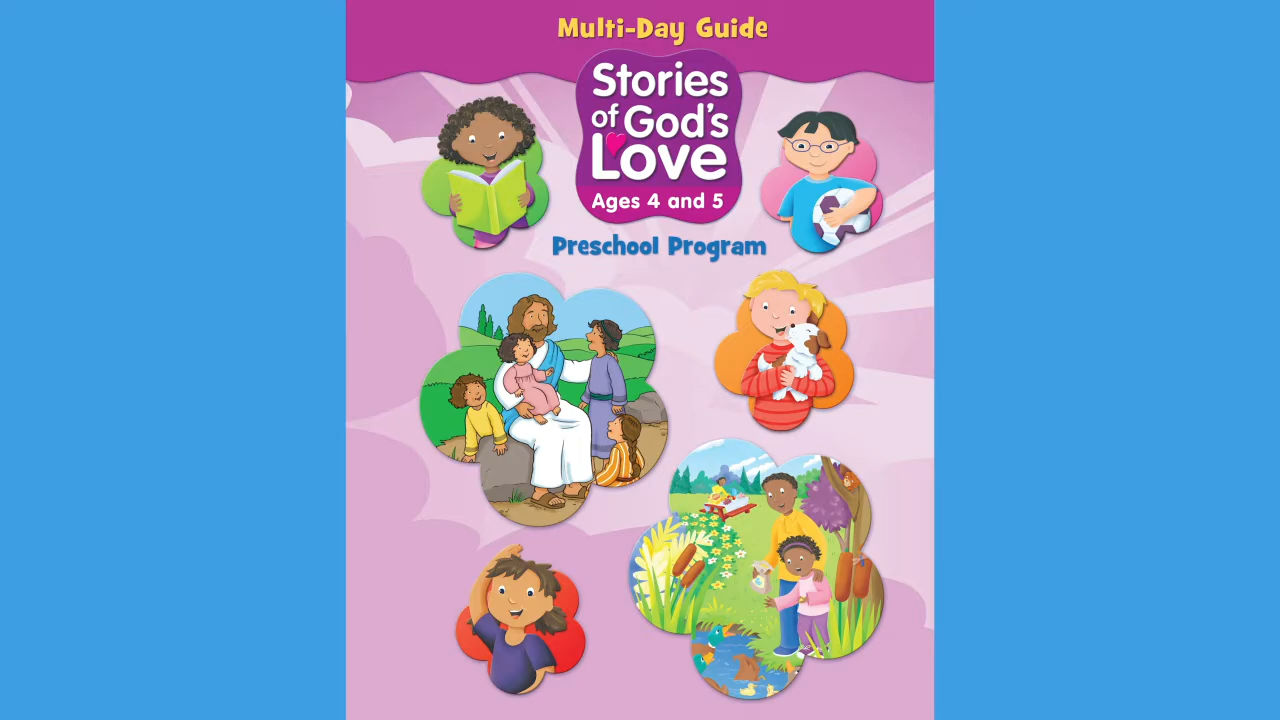 Multi-Day Guide
Stories
of God's
Love
Ages 4 and 5
Preschool Program